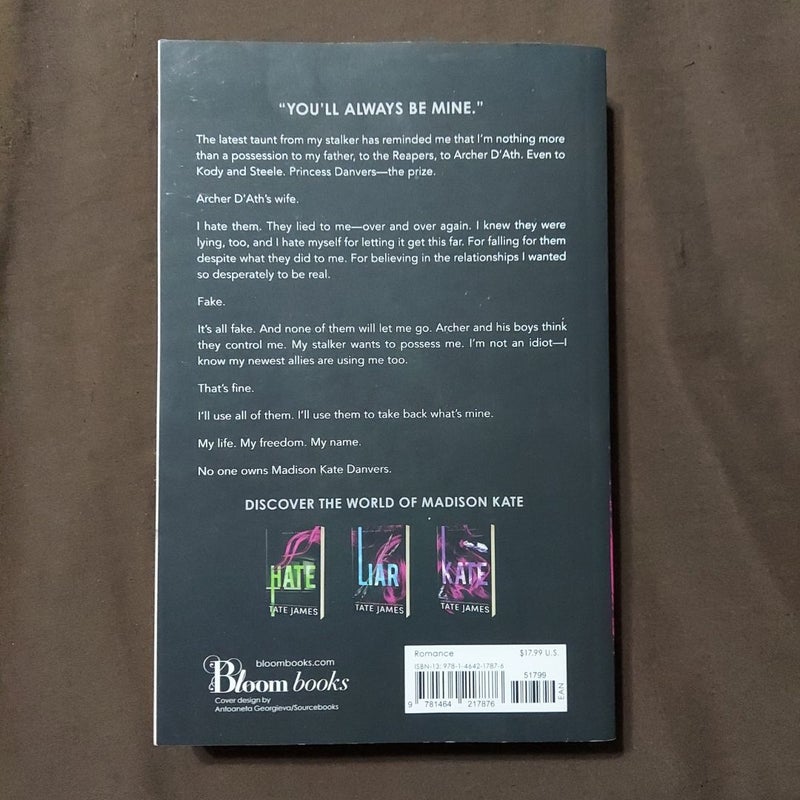 “YOU’LL ALWAYS BE MINE.”
The latest taunt from my stalker has reminded me that I’m nothing more
than a possession to my father, to the Reapers, to Archer D’Ath. Even to
Kody and Steele. Princess Danvers—the prize.
Archer D’Ath’s wife.
I hate them. They lied to me—over and over again. I knew they were
lying, too, and I hate myself for letting it get this far. For falling for them
despite what they did to me. For believing in the relationships I wanted
so desperately to be real.
Fake.
It’s all fake. And none of them will let me go. Archer and his boys think
they control me. My stalker wants to possess me. I’m not an idiot—I
know my newest allies are using me too.
That’s fine.
I’ll use all of them. I’ll use them to take back what’s mine.
My life. My freedom. My name.
No one owns Madison Kate Danvers.
DISCOVER THE WORLD OF MADISON KATE
HATE
TATE JAMES
LIAR
TATE JAMES
KATE
TATE JAMES
bloombooks.com
Bloom books
Cover design by
Antoaneta Georgieva/Sourcebooks
Romance $17.99 U.S.
ISBN-13: 978-1-4642-1787-6
51799
EAN
9 781464 217876